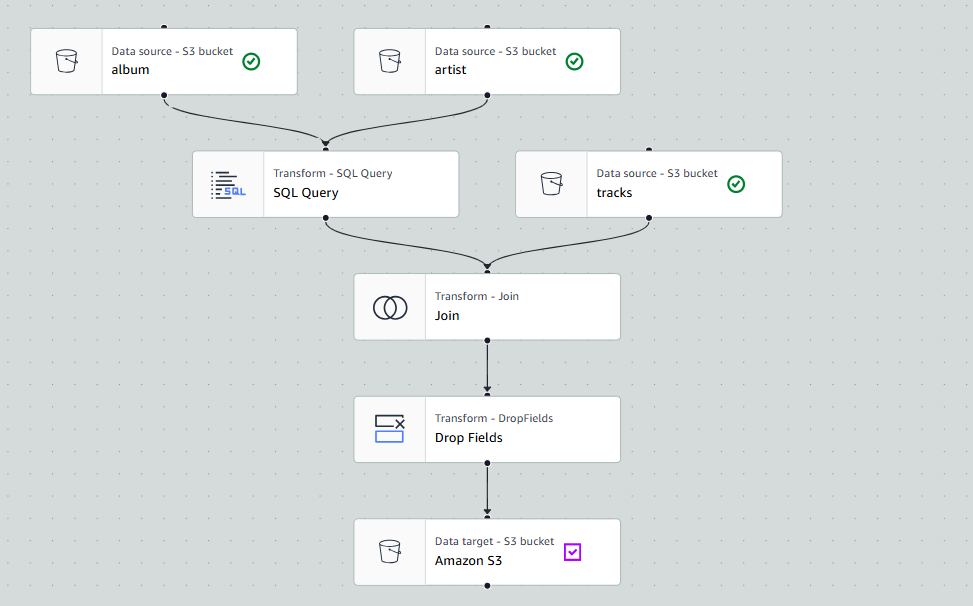 Data source - S3 bucket
album
Data source - S3 bucket
artist
Transform - SQL Query
SQL
SQL Query
Data source - S3 bucket
tracks
Transform - Join
Join
Transform - DropFields
Drop Fields
Data target - S3 bucket
Amazon S3